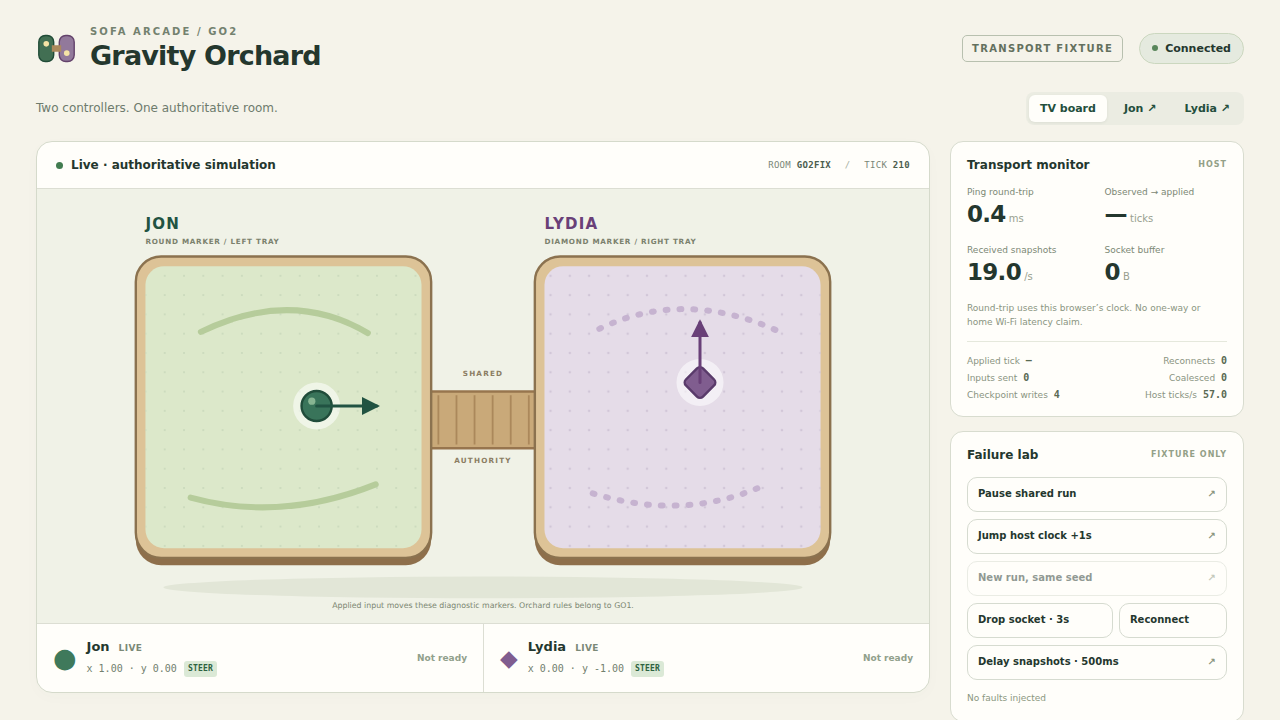 SOFA ARCADE / GO2
Gravity Orchard
TRANSPORT FIXTURE
Connected
Two controllers. One authoritative room.
TV board
Jon ↗
Lydia ↗
Live · authoritative simulation
ROOM GO2FIX / TICK 210
JON
ROUND MARKER / LEFT TRAY
LYDIA
DIAMOND MARKER / RIGHT TRAY
SHARED
AUTHORITY
Applied input moves these diagnostic markers. Orchard rules belong to GO1.
Jon LIVE
x 1.00 · y 0.00 STEER
Not ready
Lydia LIVE
x 0.00 · y -1.00 STEER
Not ready
Transport monitor
HOST
Ping round-trip
0.4 ms
Observed → applied
— ticks
Received snapshots
19.0 /s
Socket buffer
0 B
Round-trip uses this browser's clock. No one-way or
home Wi-Fi latency claim.
Applied tick —
Reconnects 0
Inputs sent 0
Coalesced 0
Checkpoint writes 4
Host ticks/s 57.0
Failure lab
FIXTURE ONLY
Pause shared run ↗
Jump host clock +1s ↗
New run, same seed ↗
Drop socket · 3s
Reconnect
Delay snapshots · 500ms ↗
No faults injected